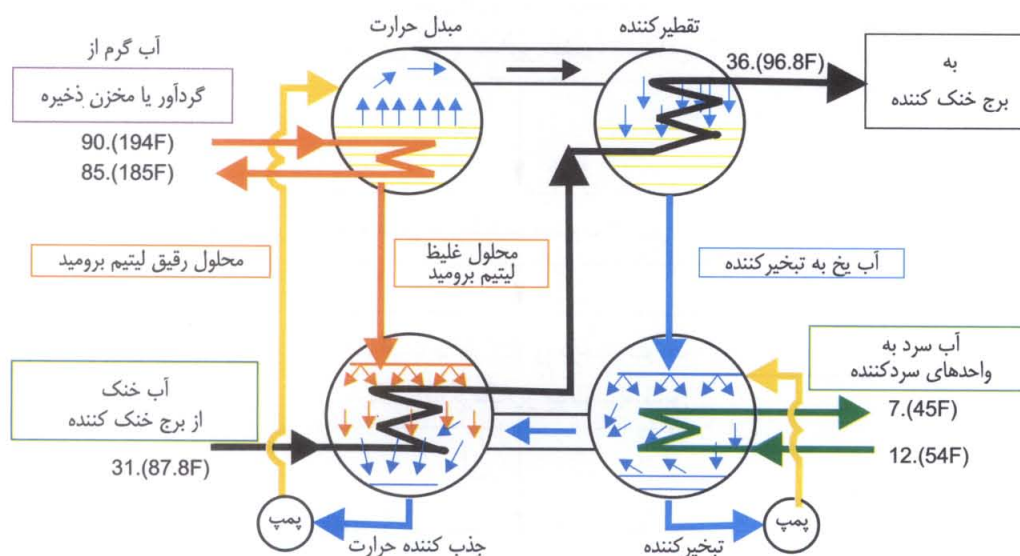 مبدل حرارت
تقطیرکننده
آب گرم از
گردآور یا مخزن ذخیره
90.(194F)
85.(185F)
36.(96.8F)
به
برج خنک کننده
محلول رقیق لیتیم برومید
محلول غلیظ
لیتیم برومید
آب یخ به تبخیرکننده
آب خنک
از برج خنک کننده
31.(87.8F)
آب سرد به
واحدهای سردکننده
7.(45F)
12.(54F)
پمپ
پمپ
جذب کننده حرارت
تبخیرکننده